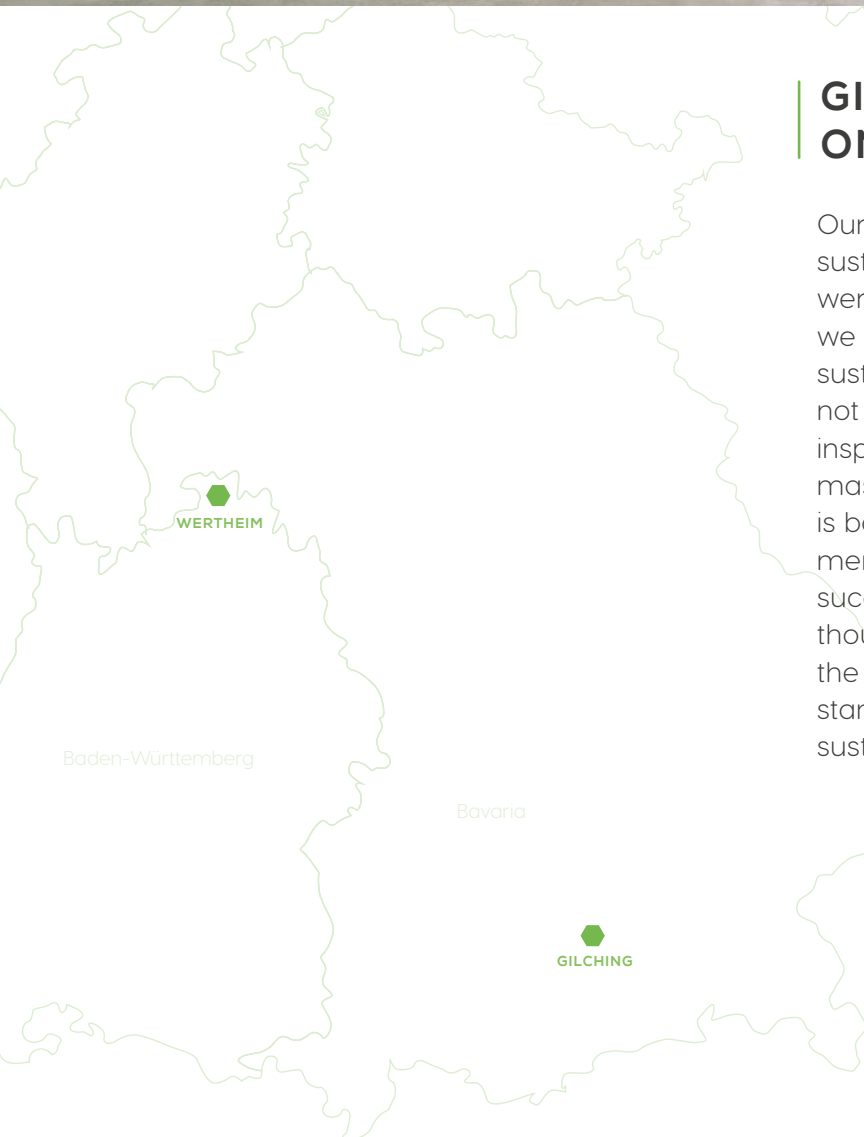 GI
ON
Our
sust
wer
we
sust
not
insp
mas
is be
mer
succ
thou
the
star
sust
WERTHEIM
Baden-Württemberg
Bavaria
GILCHING